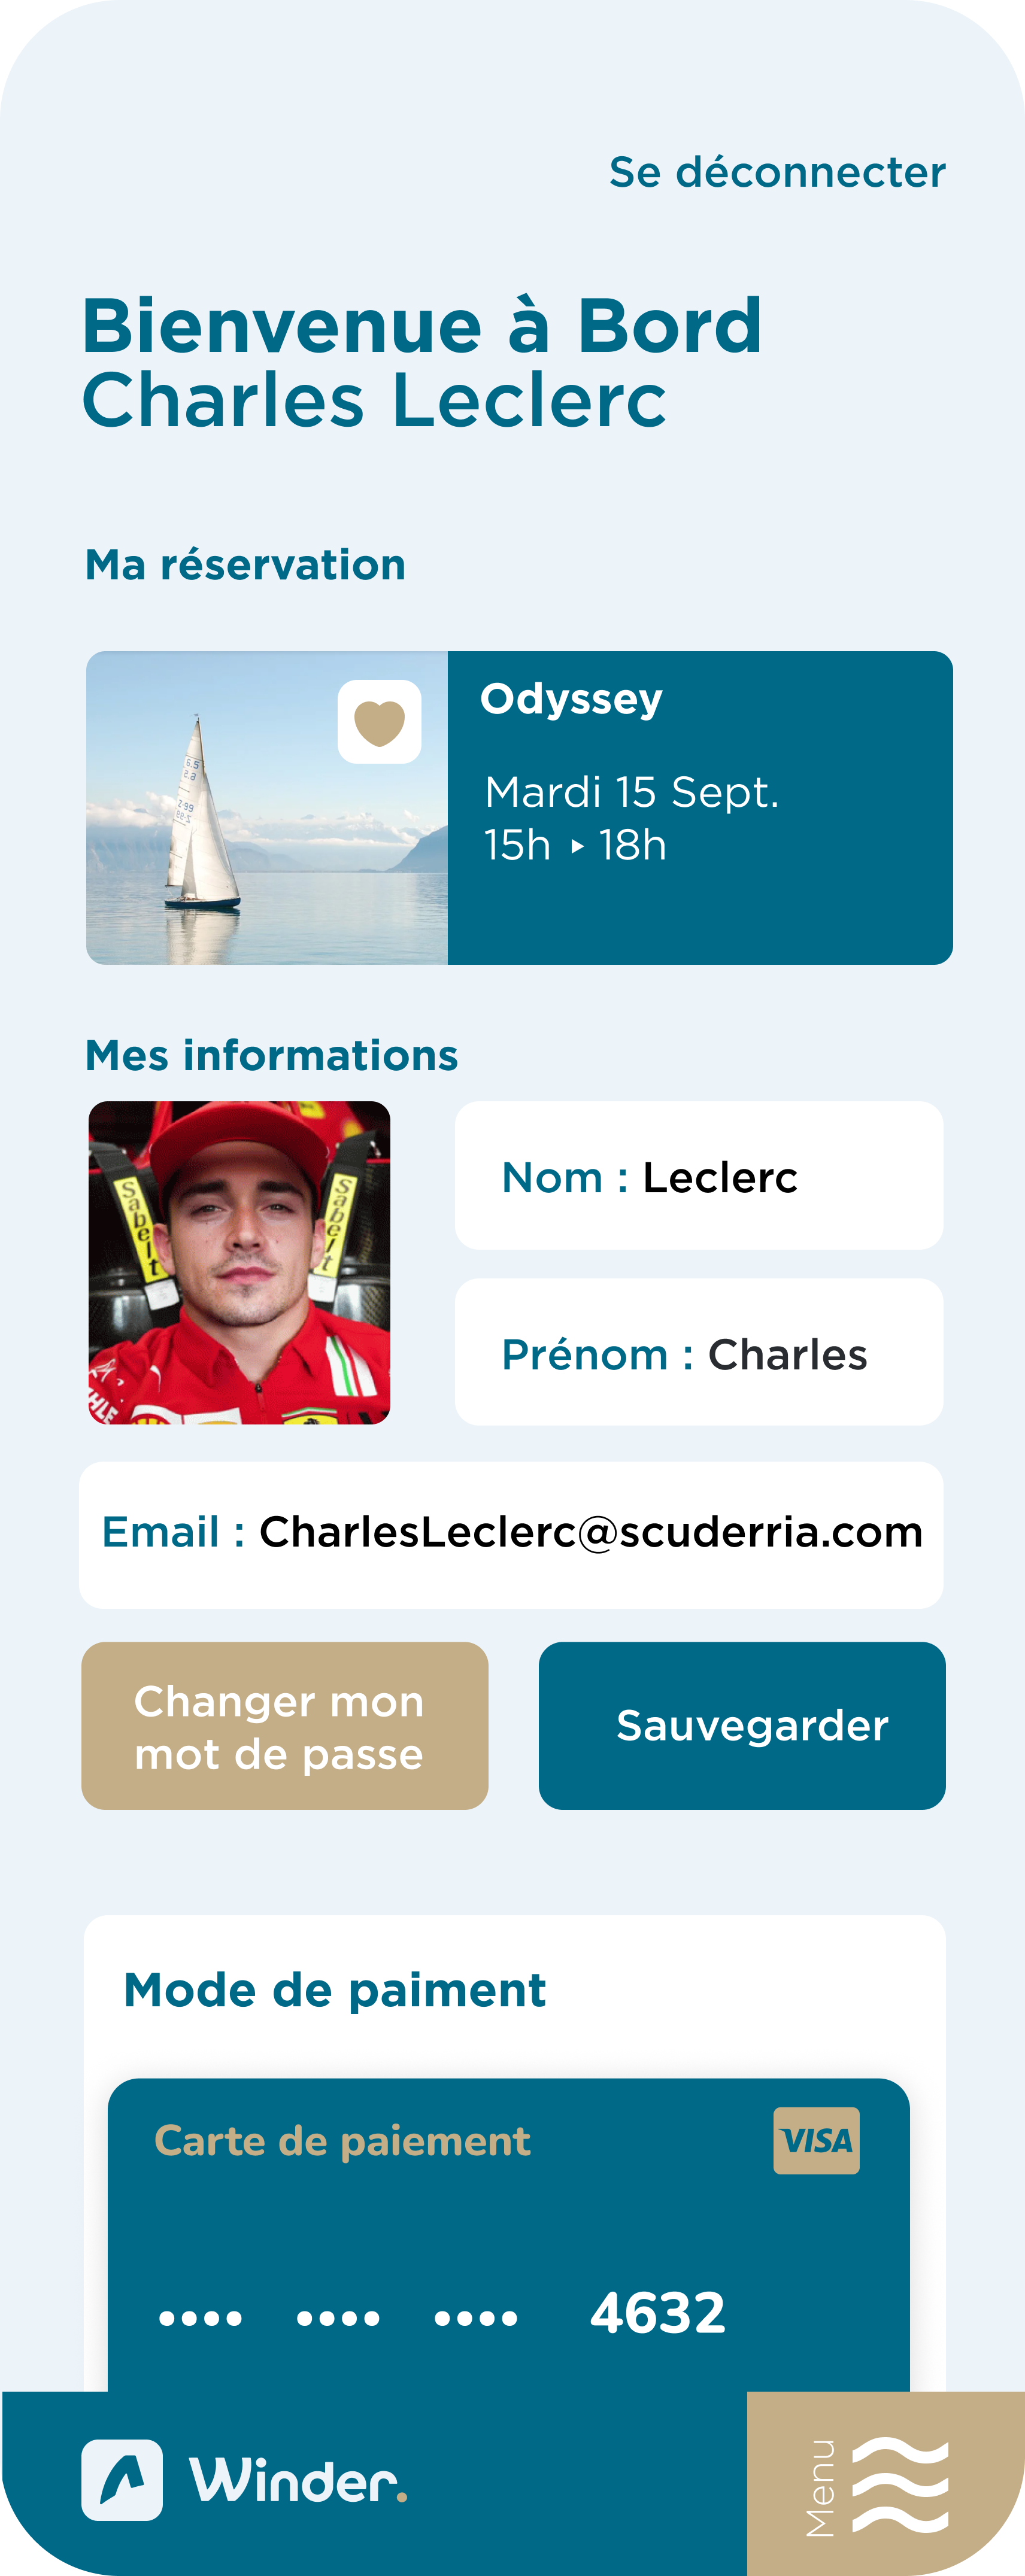 Se déconnecter
Bienvenue à Bord
Charles Leclerc
Ma réservation
Odyssey
Mardi 15 Sept.
15h ▸ 18h
6.5
Mes informations
Sabelt
Sabelt
Nom : Leclerc
Prénom : Charles
Email : CharlesLeclerc@scuderria.com
Changer mon
mot de passe
Sauvegarder
Mode de paiment
Carte de paiement
VISA
•••• •••• •••• 4632
Winder.
Menu